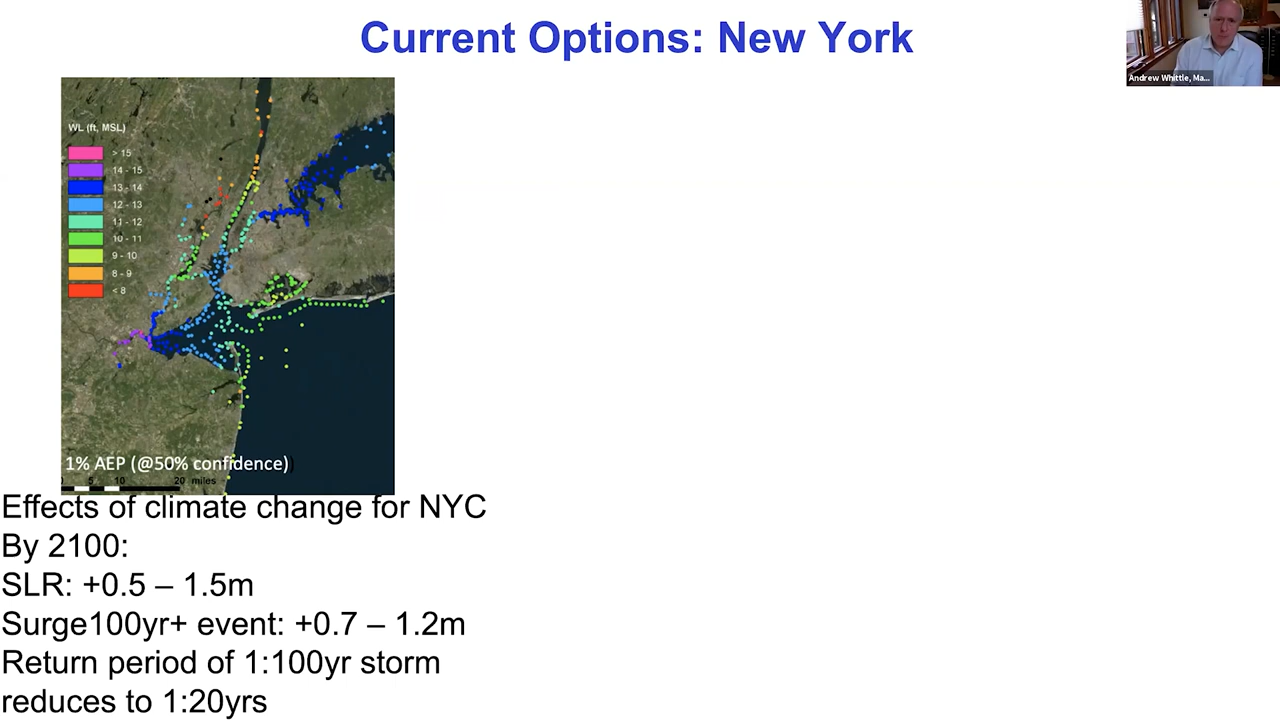 Current Options: New York
Andrew Whittle, Ma...
WL (ft, MSL)
> 15
14 - 15
13 - 14
12 - 13
11 - 12
10 - 11
9 - 10
8 - 9
< 8
1% AEP (@50% confidence)
5 10 20 miles
Effects of climate change for NYC
By 2100:
SLR: +0.5 – 1.5m
Surge100yr+ event: +0.7 – 1.2m
Return period of 1:100yr storm
reduces to 1:20yrs